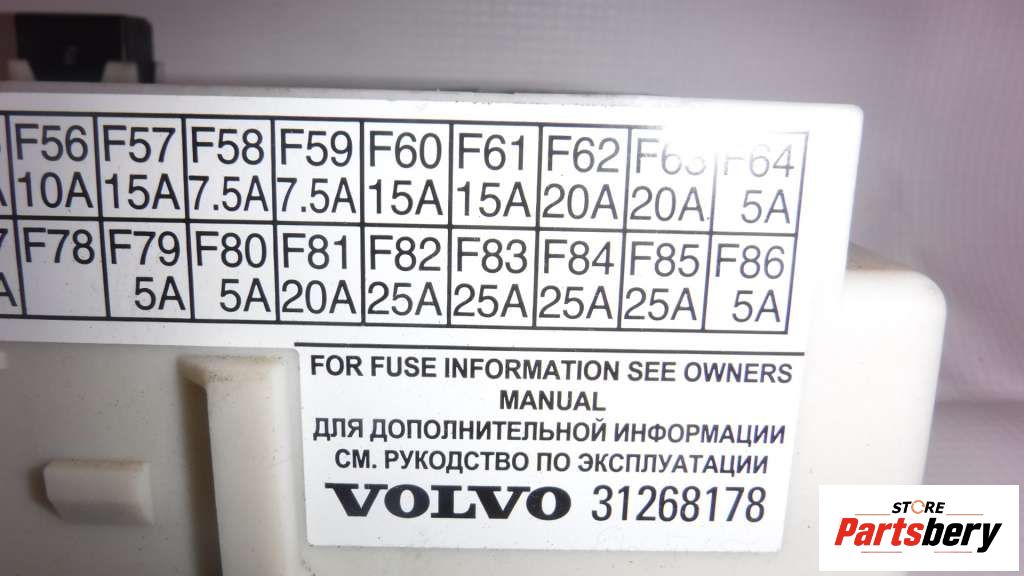 F56 F57 F58 F59 F60 F61 F62 F63 F64
10A 15A 7.5A 7.5A 15A 15A 20A 20A 5A
F78 F79 F80 F81 F82 F83 F84 F85 F86
5A 5A 20A 25A 25A 25A 25A 5A
FOR FUSE INFORMATION SEE OWNERS
MANUAL
ДЛЯ ДОПОЛНИТЕЛЬНОЙ ИНФОРМАЦИИ
СМ. РУКОДСТВО ПО ЭКСПЛУАТАЦИИ
VOLVO 31268178
STORE
Partsbery